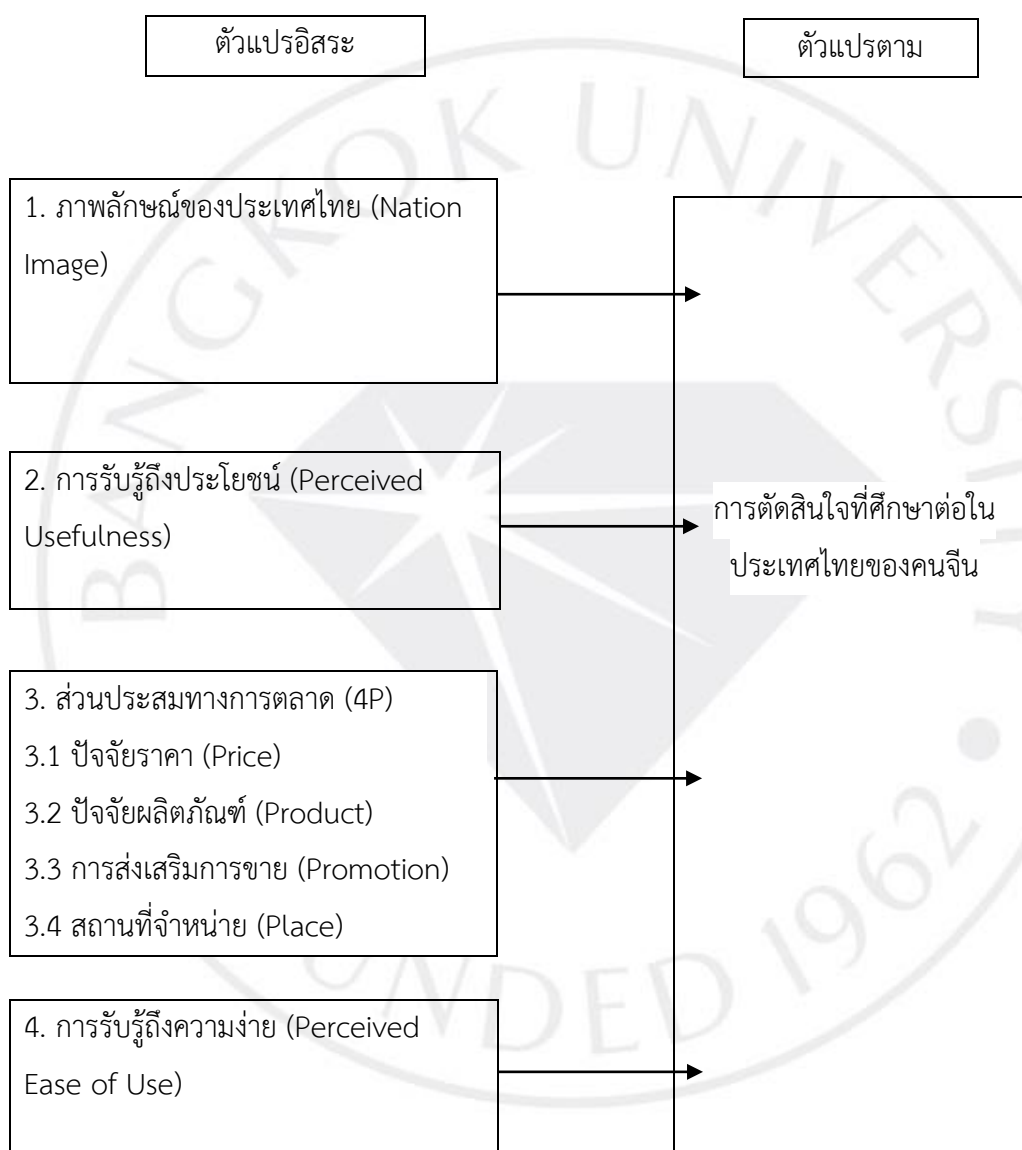 ตัวแปรอิสระ
ตัวแปรตาม
1. ภาพลักษณ์ของประเทศไทย (Nation
Image)
2. การรับรู้ถึงประโยชน์ (Perceived
Usefulness)
3. ส่วนประสมทางการตลาด (4P)
3.1 ปัจจัยราคา (Price)
3.2 ปัจจัยผลิตภัณฑ์ (Product)
3.3 การส่งเสริมการขาย (Promotion)
3.4 สถานที่จำหน่าย (Place)
4. การรับรู้ถึงความง่าย (Perceived
Ease of Use)
การตัดสินใจที่ศึกษาต่อใน
ประเทศไทยของคนจีน
BANGKOK UNIVERSITY
UNDED 1962